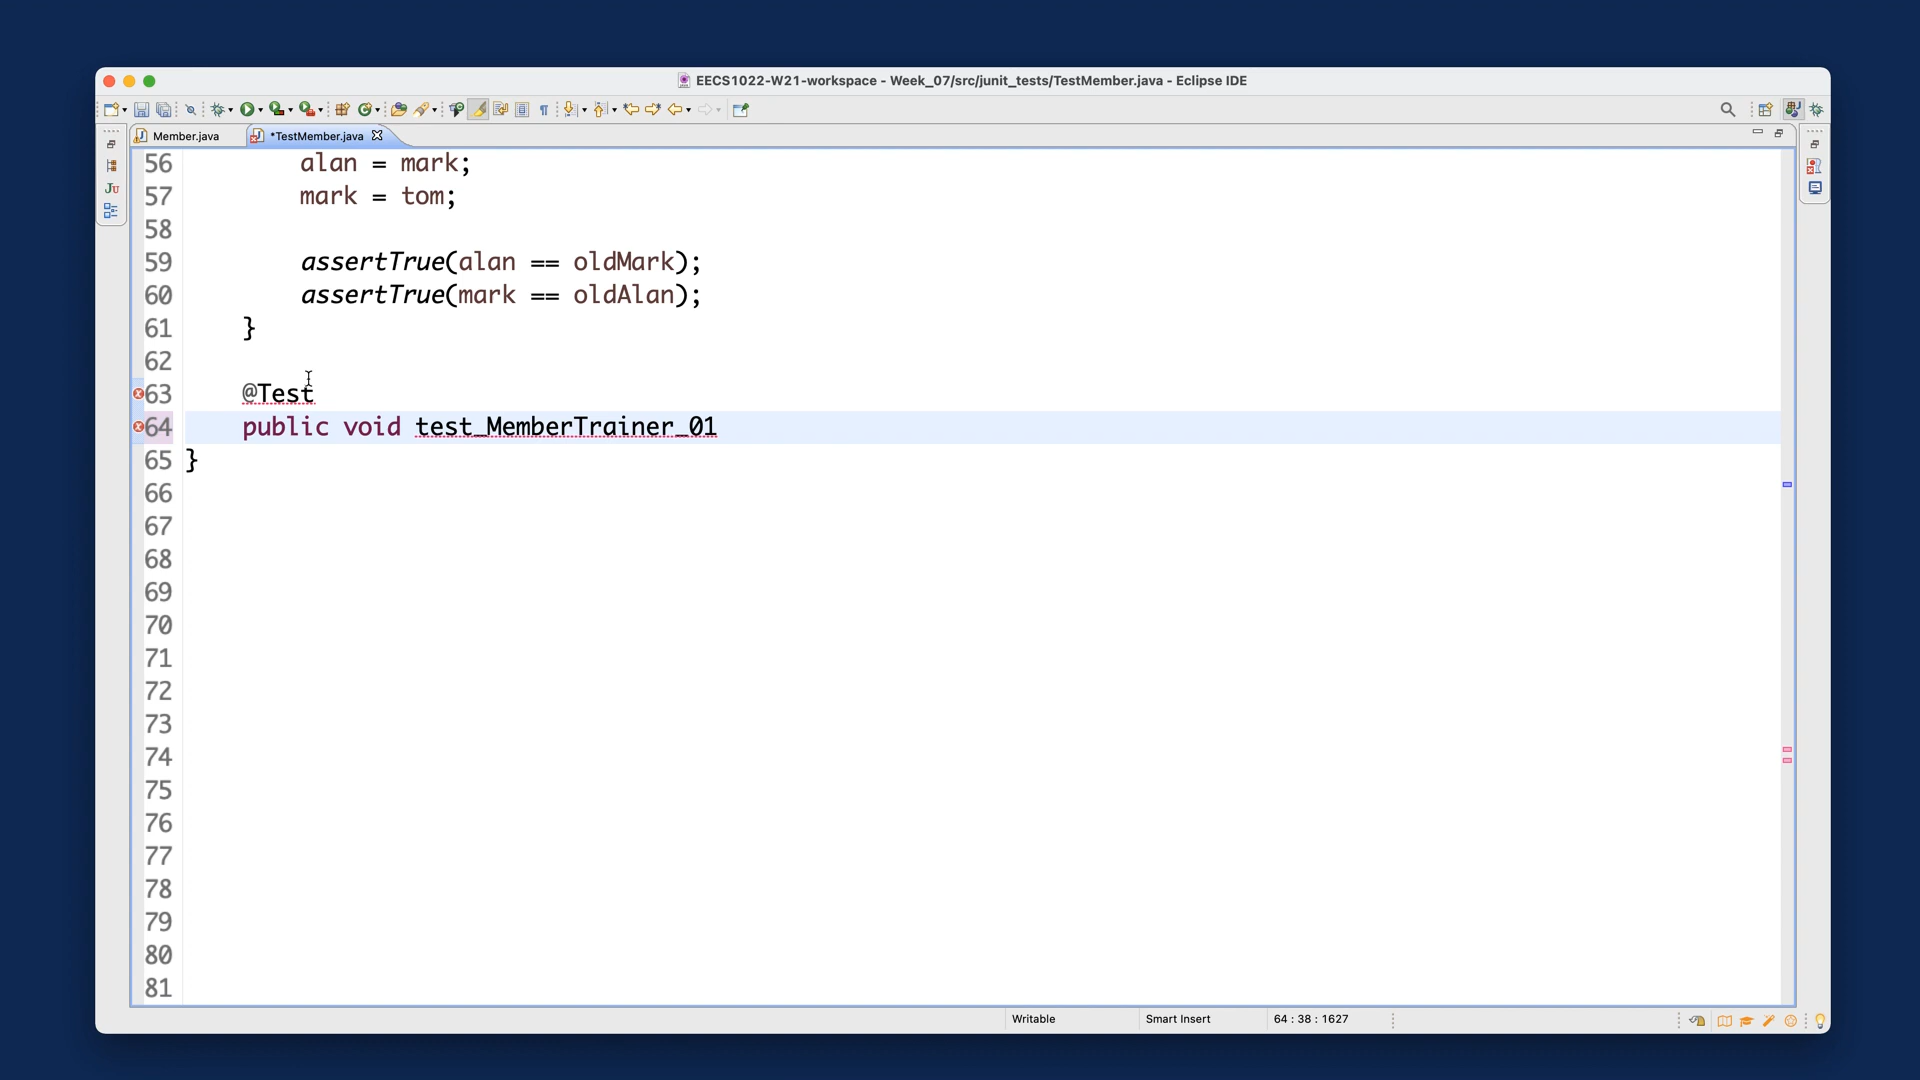 EECS1022-W21-workspace - Week_07/src/junit_tests/TestMember.java - Eclipse IDE
Member.java
*TestMember.java
56 alan = mark;
57 mark = tom;
58
59 assertTrue(alan == oldMark);
60 assertTrue(mark == oldAlan);
61 }
62
63 @Test
64 public void test_MemberTrainer_01
65 }
66
67
68
69
70
71
72
73
74
75
76
77
78
79
80
81
Writable
Smart Insert
64 : 38 : 1627